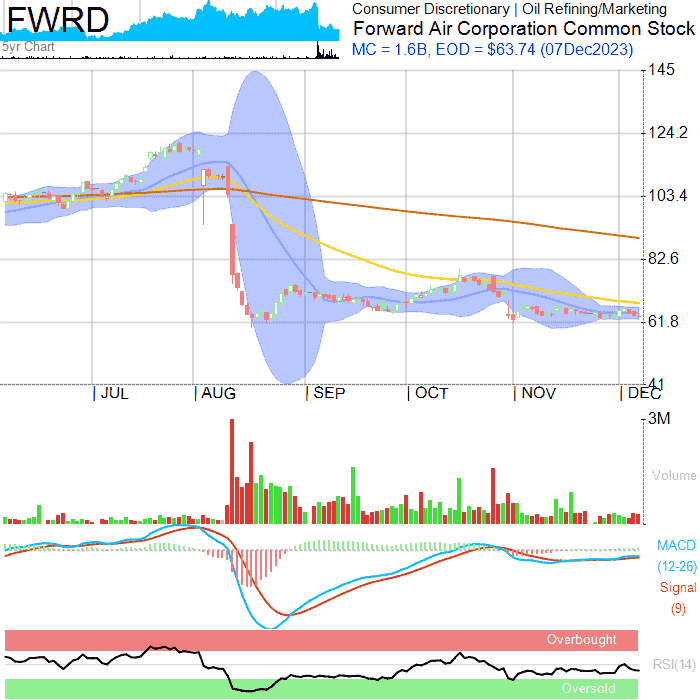 FWRD
5yr Chart
Consumer Discretionary | Oil Refining/Marketing
Forward Air Corporation Common Stock
MC = 1.6B, EOD = $63.74 (07Dec2023)
145
124.2
103.4
82.6
61.8
41
| JUL | AUG | SEP | OCT | NOV | DEC
3M
Volume
MACD
(12-26)
Signal
(9)
Overbought
RSI(14)
Oversold